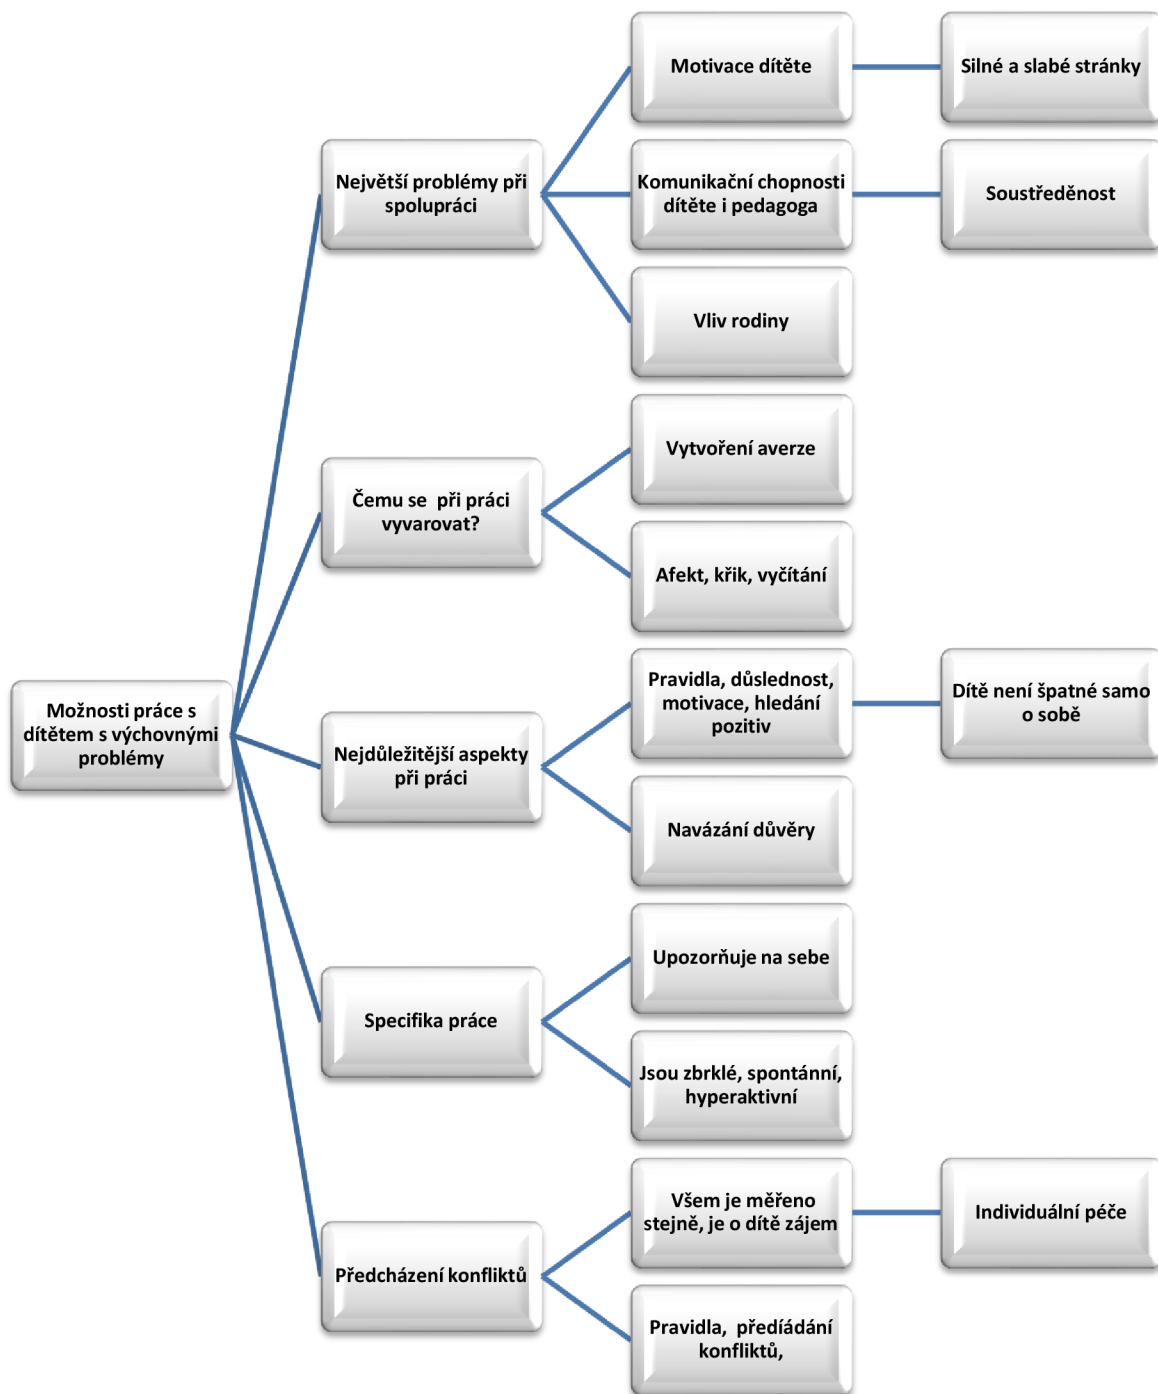 Motivace dítěte
Silné a slabé stránky
Největší problémy při
spolupráci
Komunikační chopnosti
dítěte i pedagoga
Soustředěnost
Vliv rodiny
Vytvoření averze
Čemu se při práci
vyvarovat?
Afekt, křik, vyčítání
Možnosti práce s
dítětem s výchovnými
problémy
Pravidla, důslednost,
motivace, hledání
pozitiv
Dítě není špatné samo
o sobě
Nejdůležitější aspekty
při práci
Navázání důvěry
Upozorňuje na sebe
Specifika práce
Jsou zbrklé, spontánní,
hyperaktivní
Všem je měřeno
stejně, je o dítě zájem
Individuální péče
Předcházení konfliktů
Pravidla, předíádání
konfliktů,